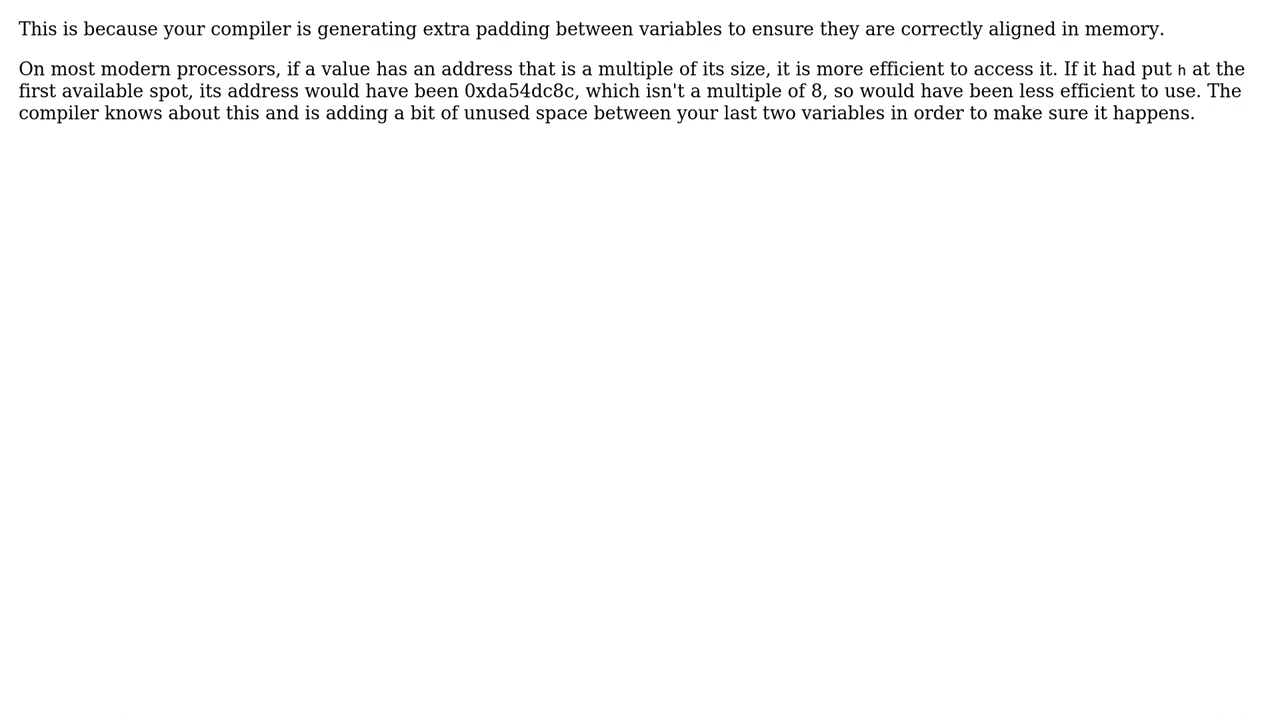 This is because your compiler is generating extra padding between variables to ensure they are correctly aligned in memory.
On most modern processors, if a value has an address that is a multiple of its size, it is more efficient to access it. If it had put h at the
first available spot, its address would have been 0xda54dc8c, which isn't a multiple of 8, so would have been less efficient to use. The
compiler knows about this and is adding a bit of unused space between your last two variables in order to make sure it happens.